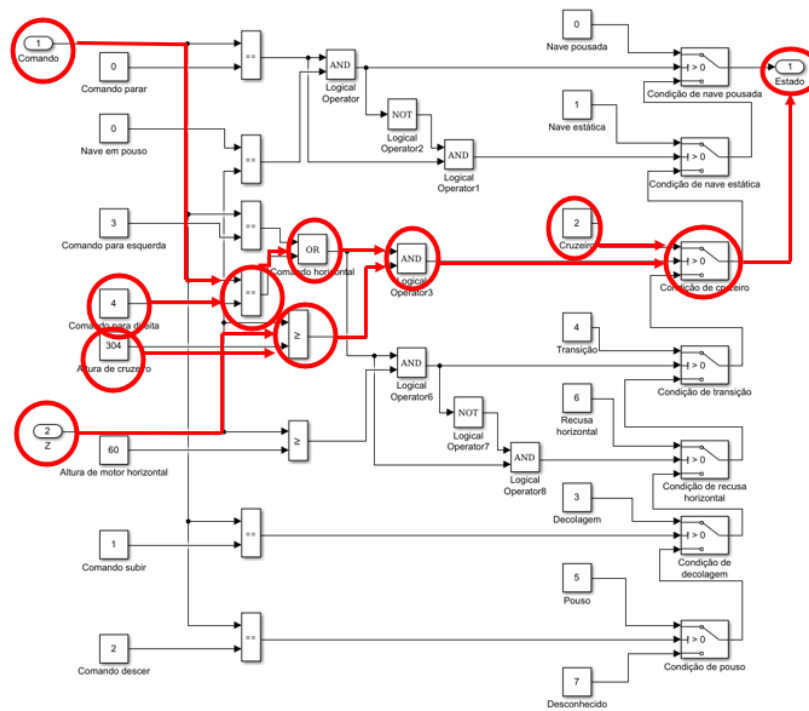 1
Comando
0
Comando parar
==
AND
Logical
Operator
NOT
Logical
Operator2
AND
Logical
Operator1
0
Nave pousada
> 0
Condição de nave pousada
1
Estado
0
Nave em pouso
==
1
Nave estática
> 0
Condição de nave estática
3
Comando para esquerda
==
OR
Comando horizontal
AND
Logical
Operator3
2
Cruzeiro
> 0
Condição de cruzeiro
4
Comando para direita
==
304
Altura de cruzeiro
≥
4
Transição
> 0
Condição de transição
AND
Logical
Operator6
2
Z
60
Altura de motor horizontal
≥
NOT
Logical
Operator7
AND
Logical
Operator8
6
Recusa
horizontal
> 0
Condição de recusa
horizontal
1
Comando subir
==
3
Decolagem
> 0
Condição de
decolagem
2
Comando descer
==
5
Pouso
> 0
Condição de pouso
7
Desconhecido